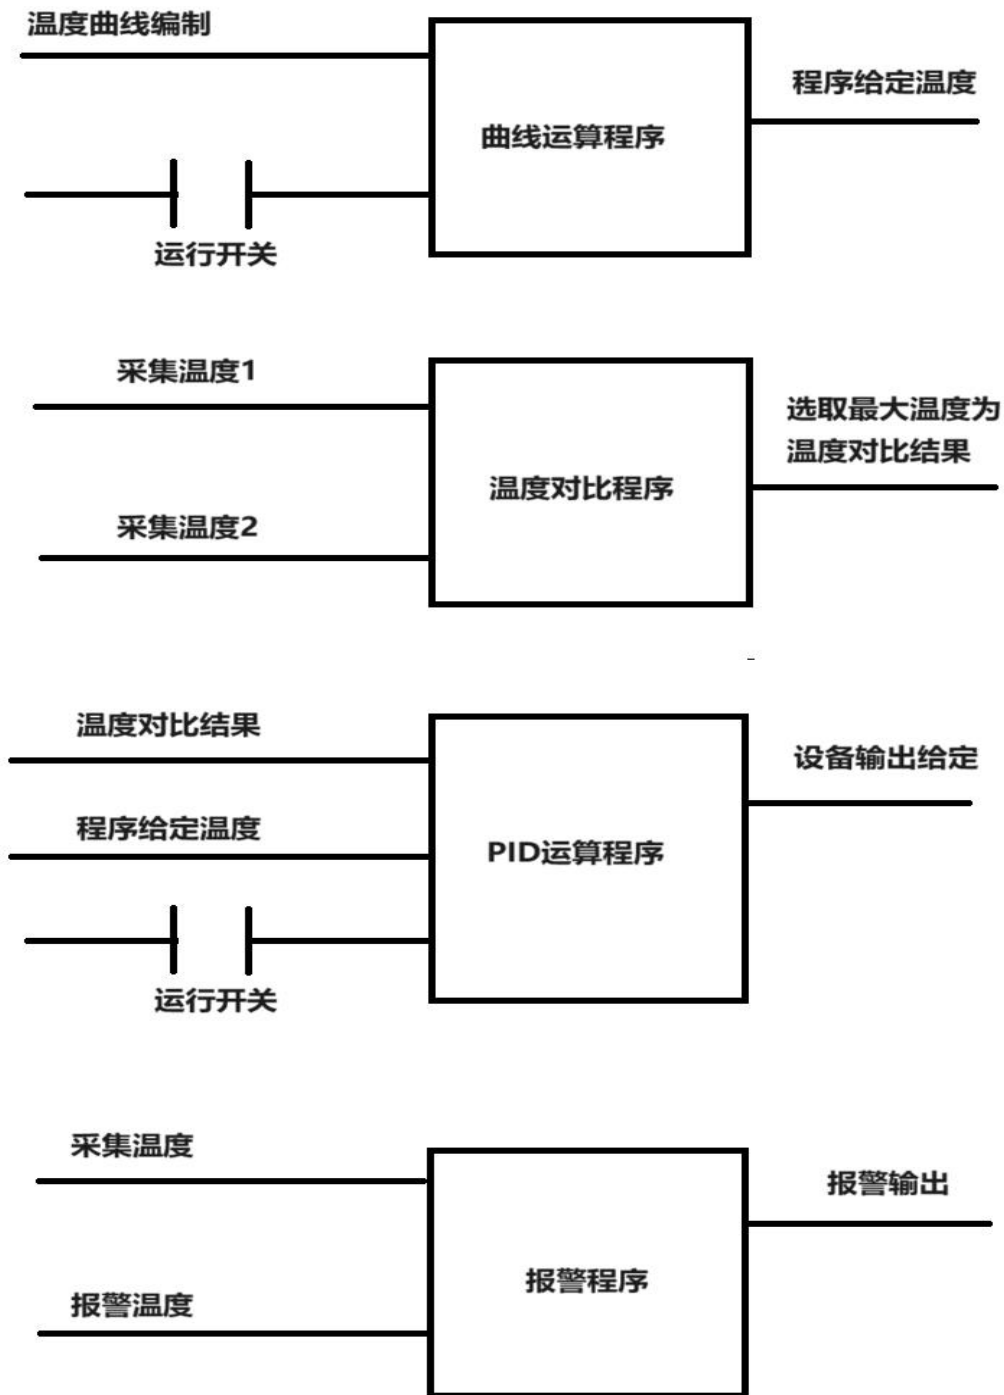 温度曲线编制
程序给定温度
曲线运算程序
运行开关
采集温度1
选取最大温度为
温度对比结果
温度对比程序
采集温度2
温度对比结果
设备输出给定
程序给定温度
PID运算程序
运行开关
采集温度
报警输出
报警程序
报警温度